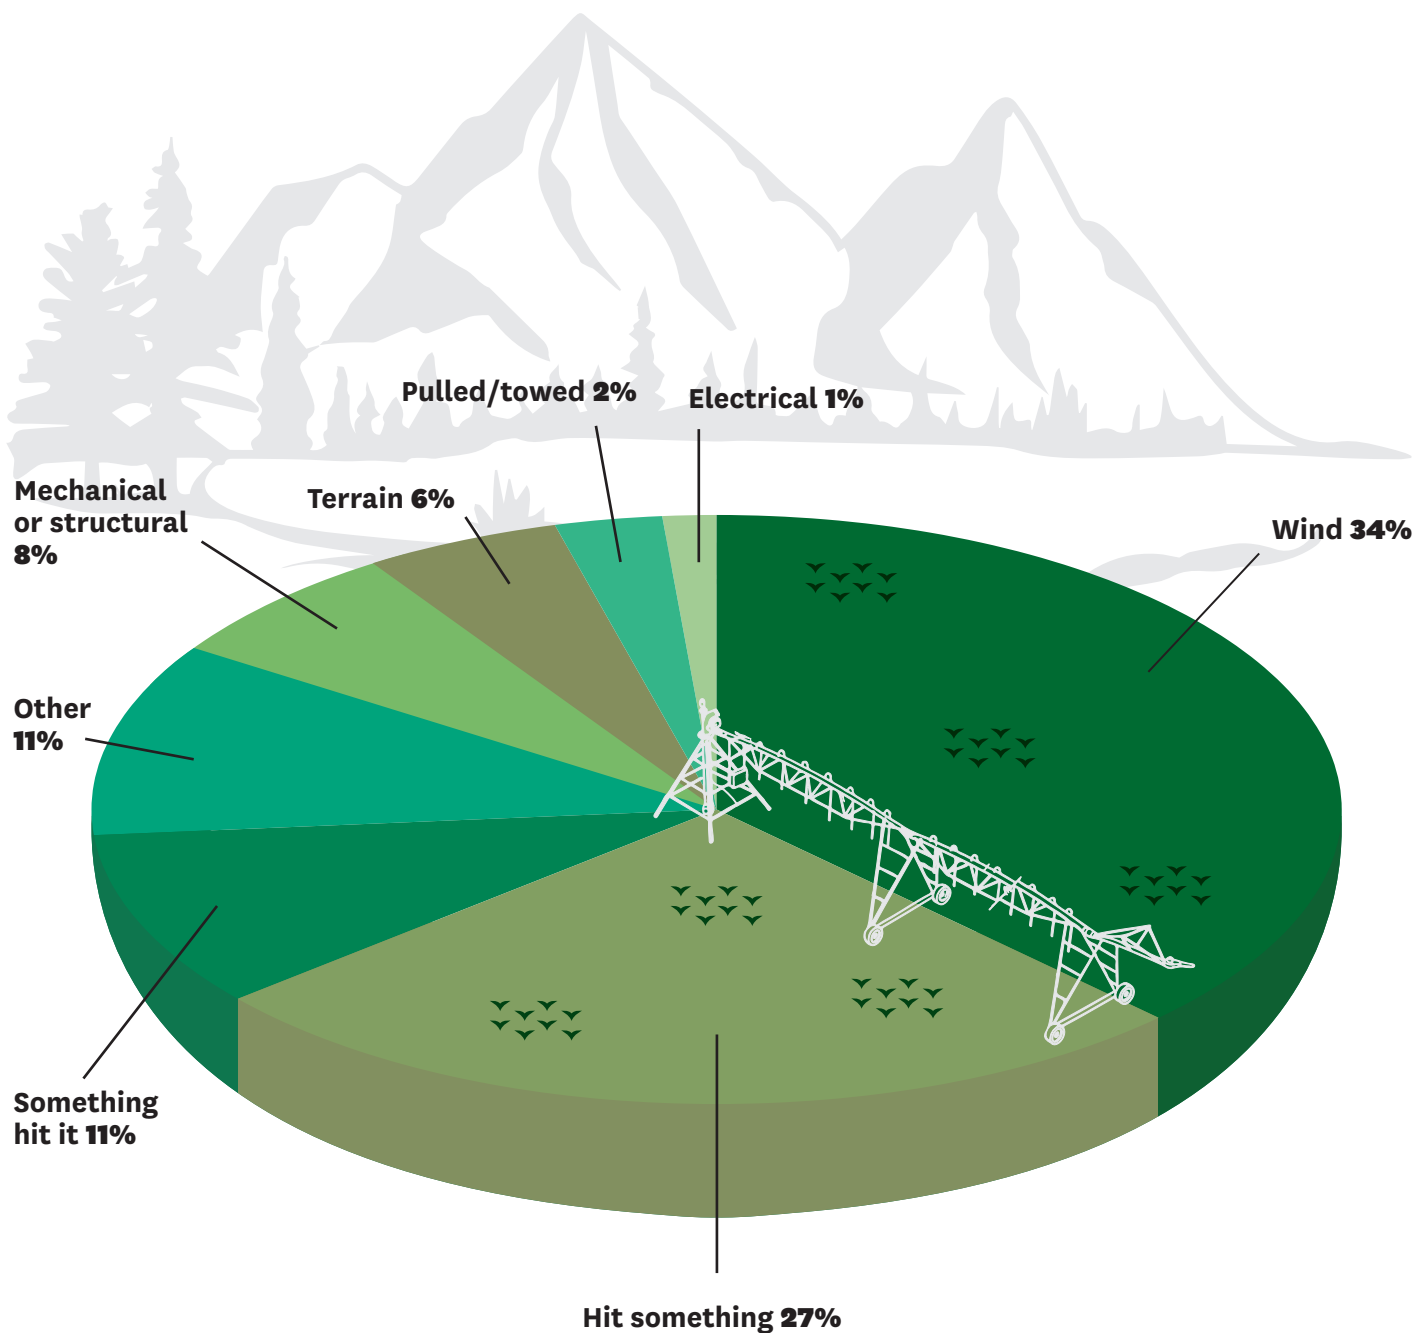 Pulled/towed 2%
Electrical 1%
Mechanical
or structural
8%
Terrain 6%
Wind 34%
Other
11%
Something
hit it 11%
Hit something 27%